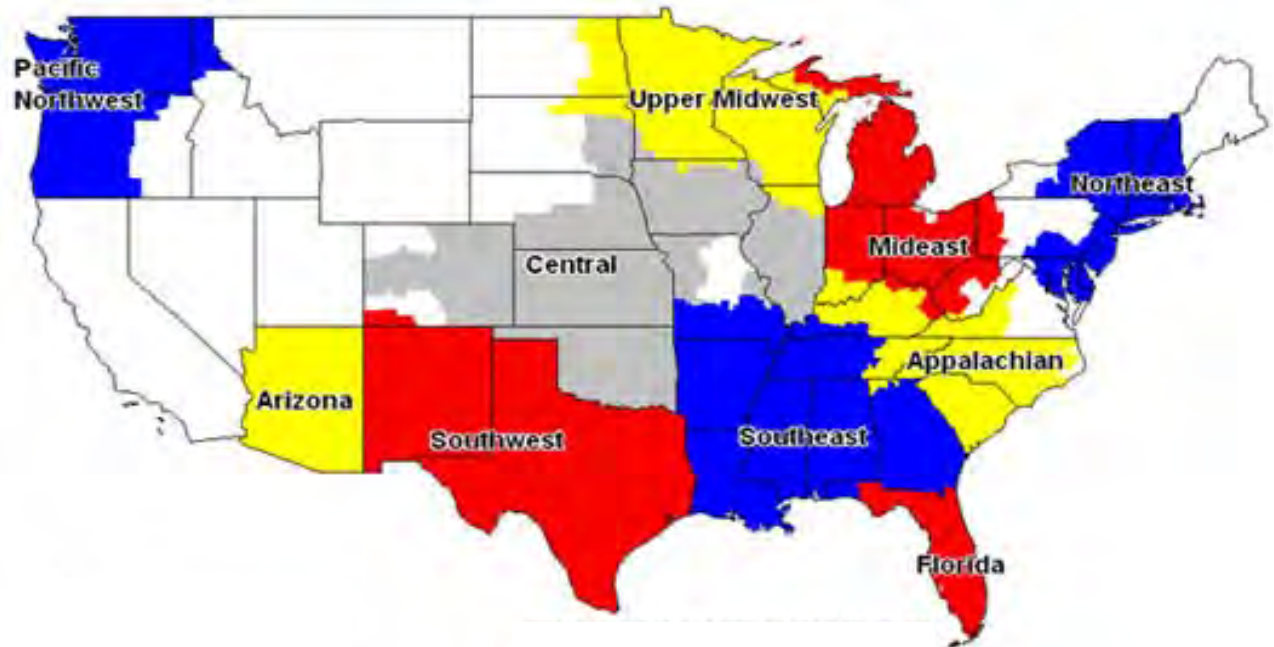 Pacific
Northwest
Upper Midwest
Northeast
Mideast
Central
Appalachian
Arizona
Southwest
Southeast
Florida